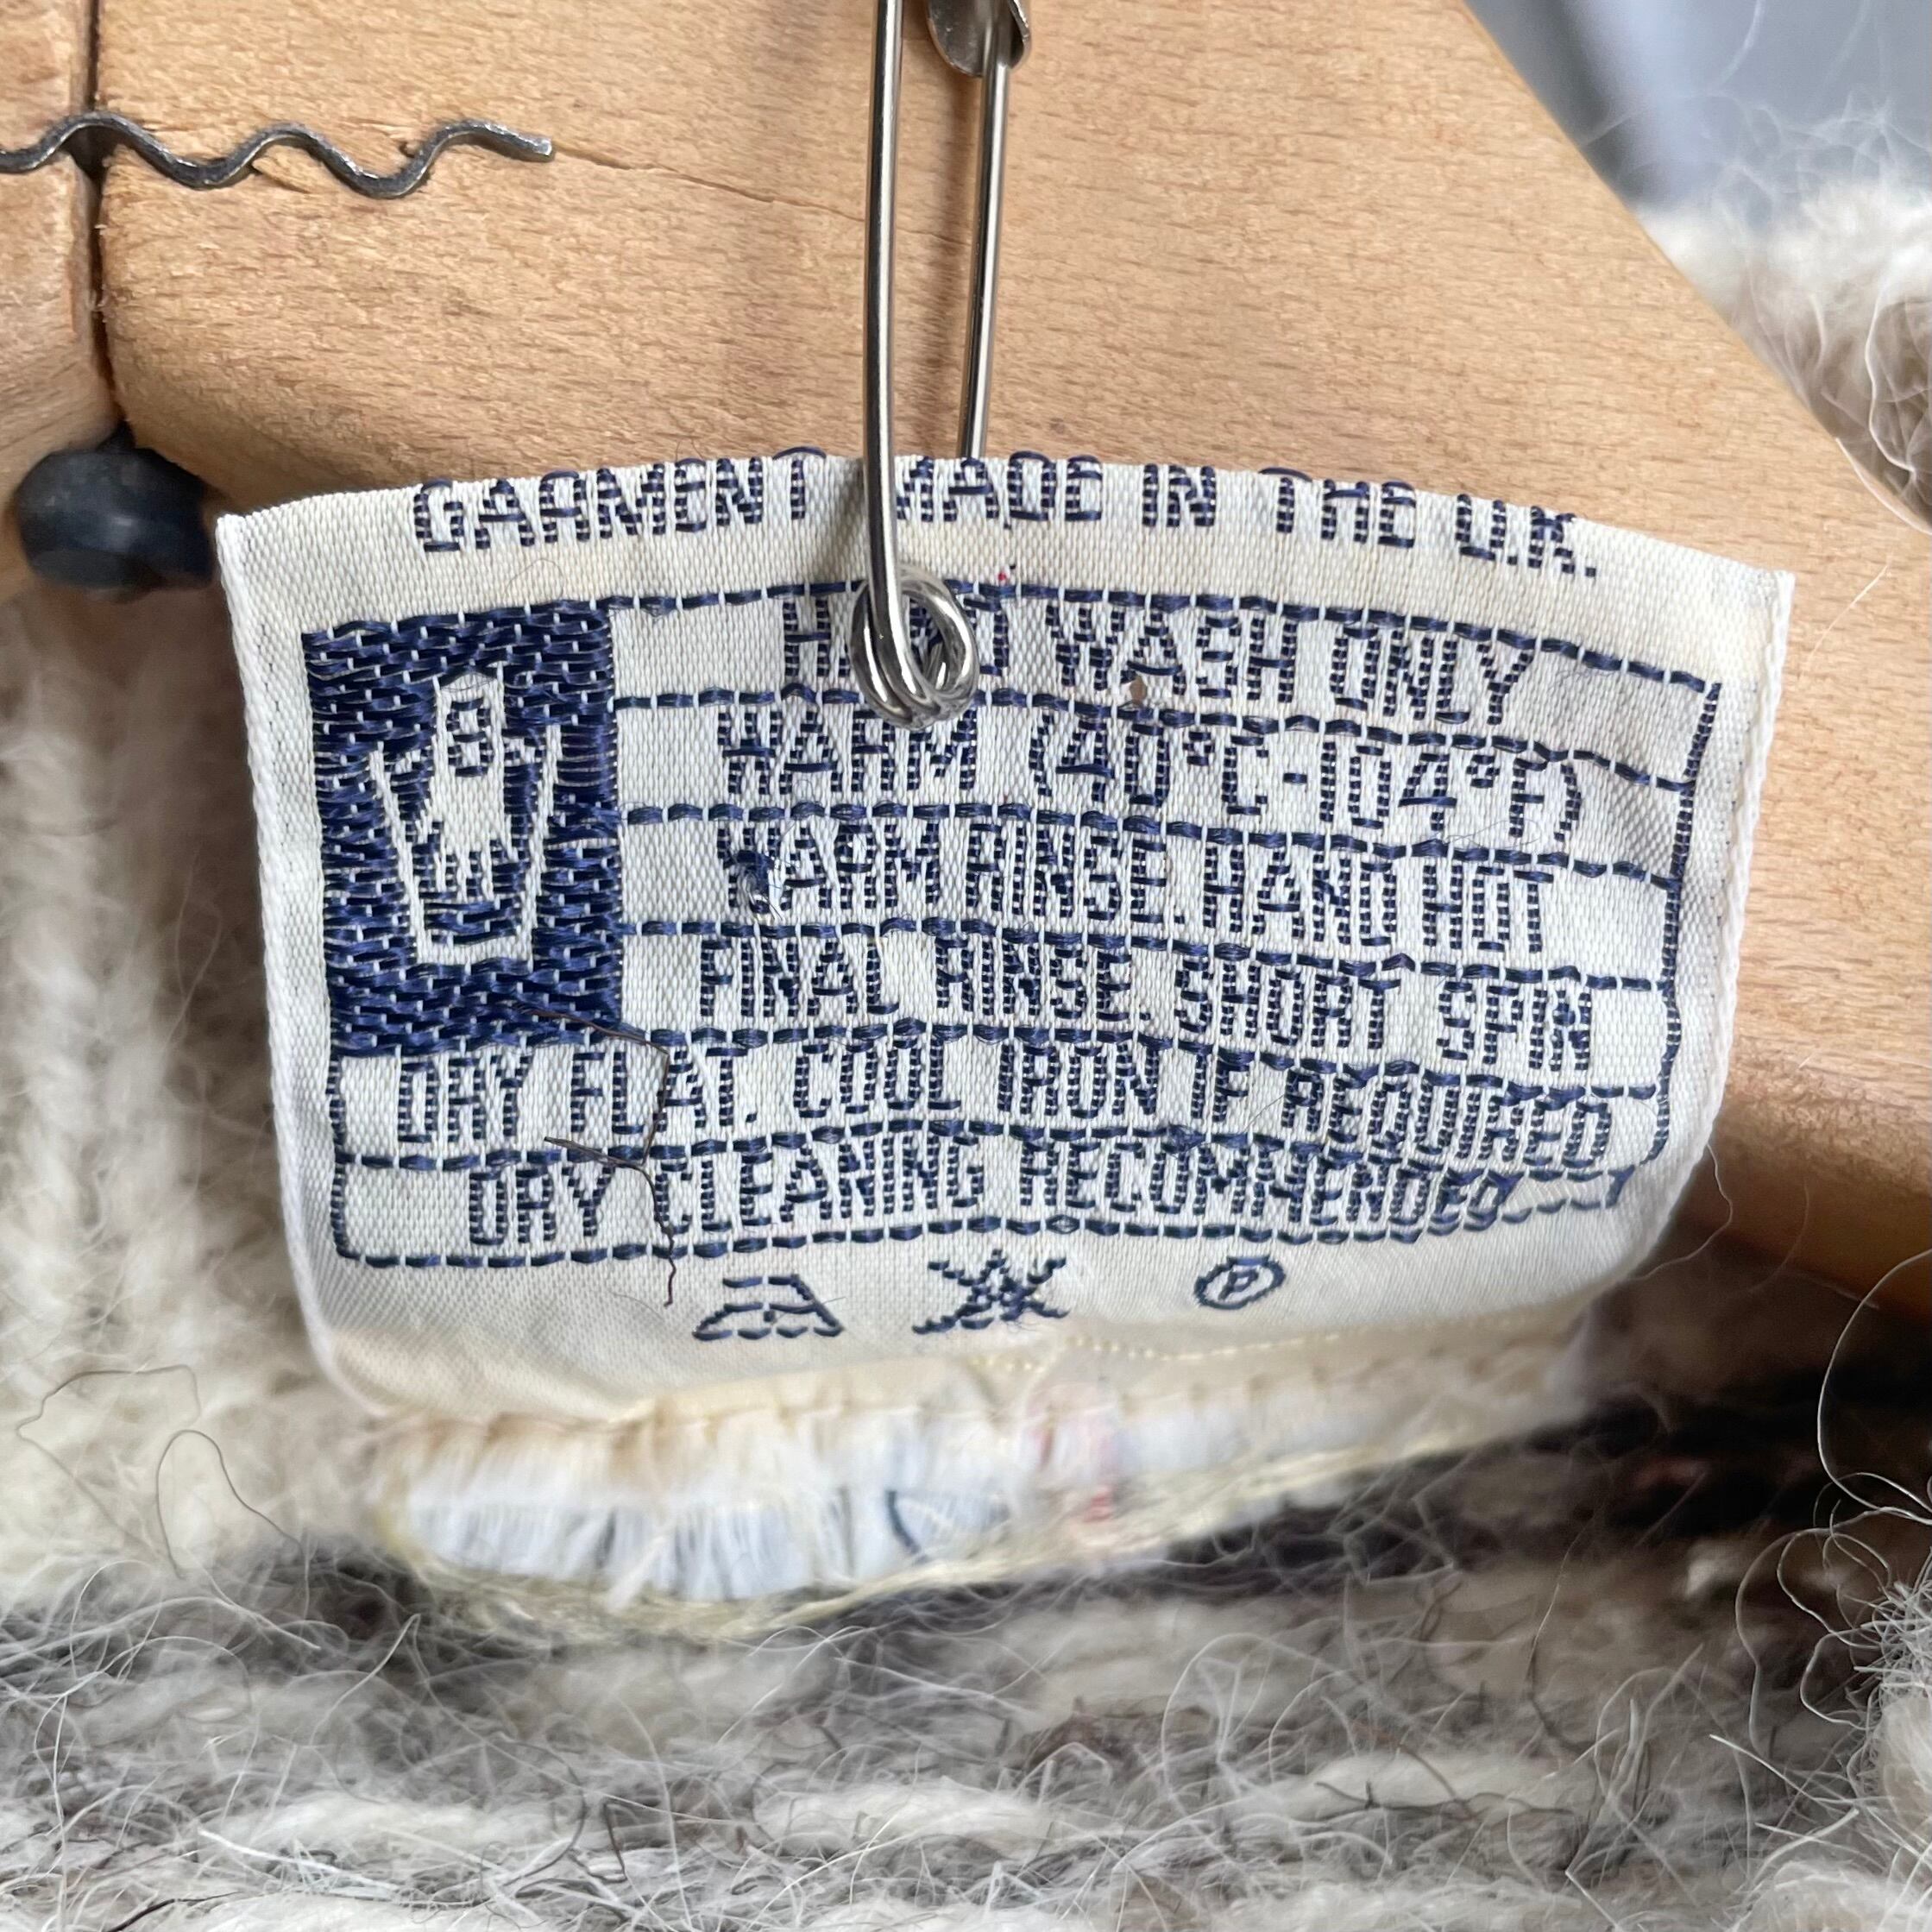 GARMENT MADE IN THE U.K.
8
HAND WASH ONLY
WARM (40°C-104°F)
WARM RINSE. HAND HOT
FINAL RINSE. SHORT SPIN
DRY FLAT. COOL IRON IF REQUIRED
DRY CLEANING RECOMMENDED
P